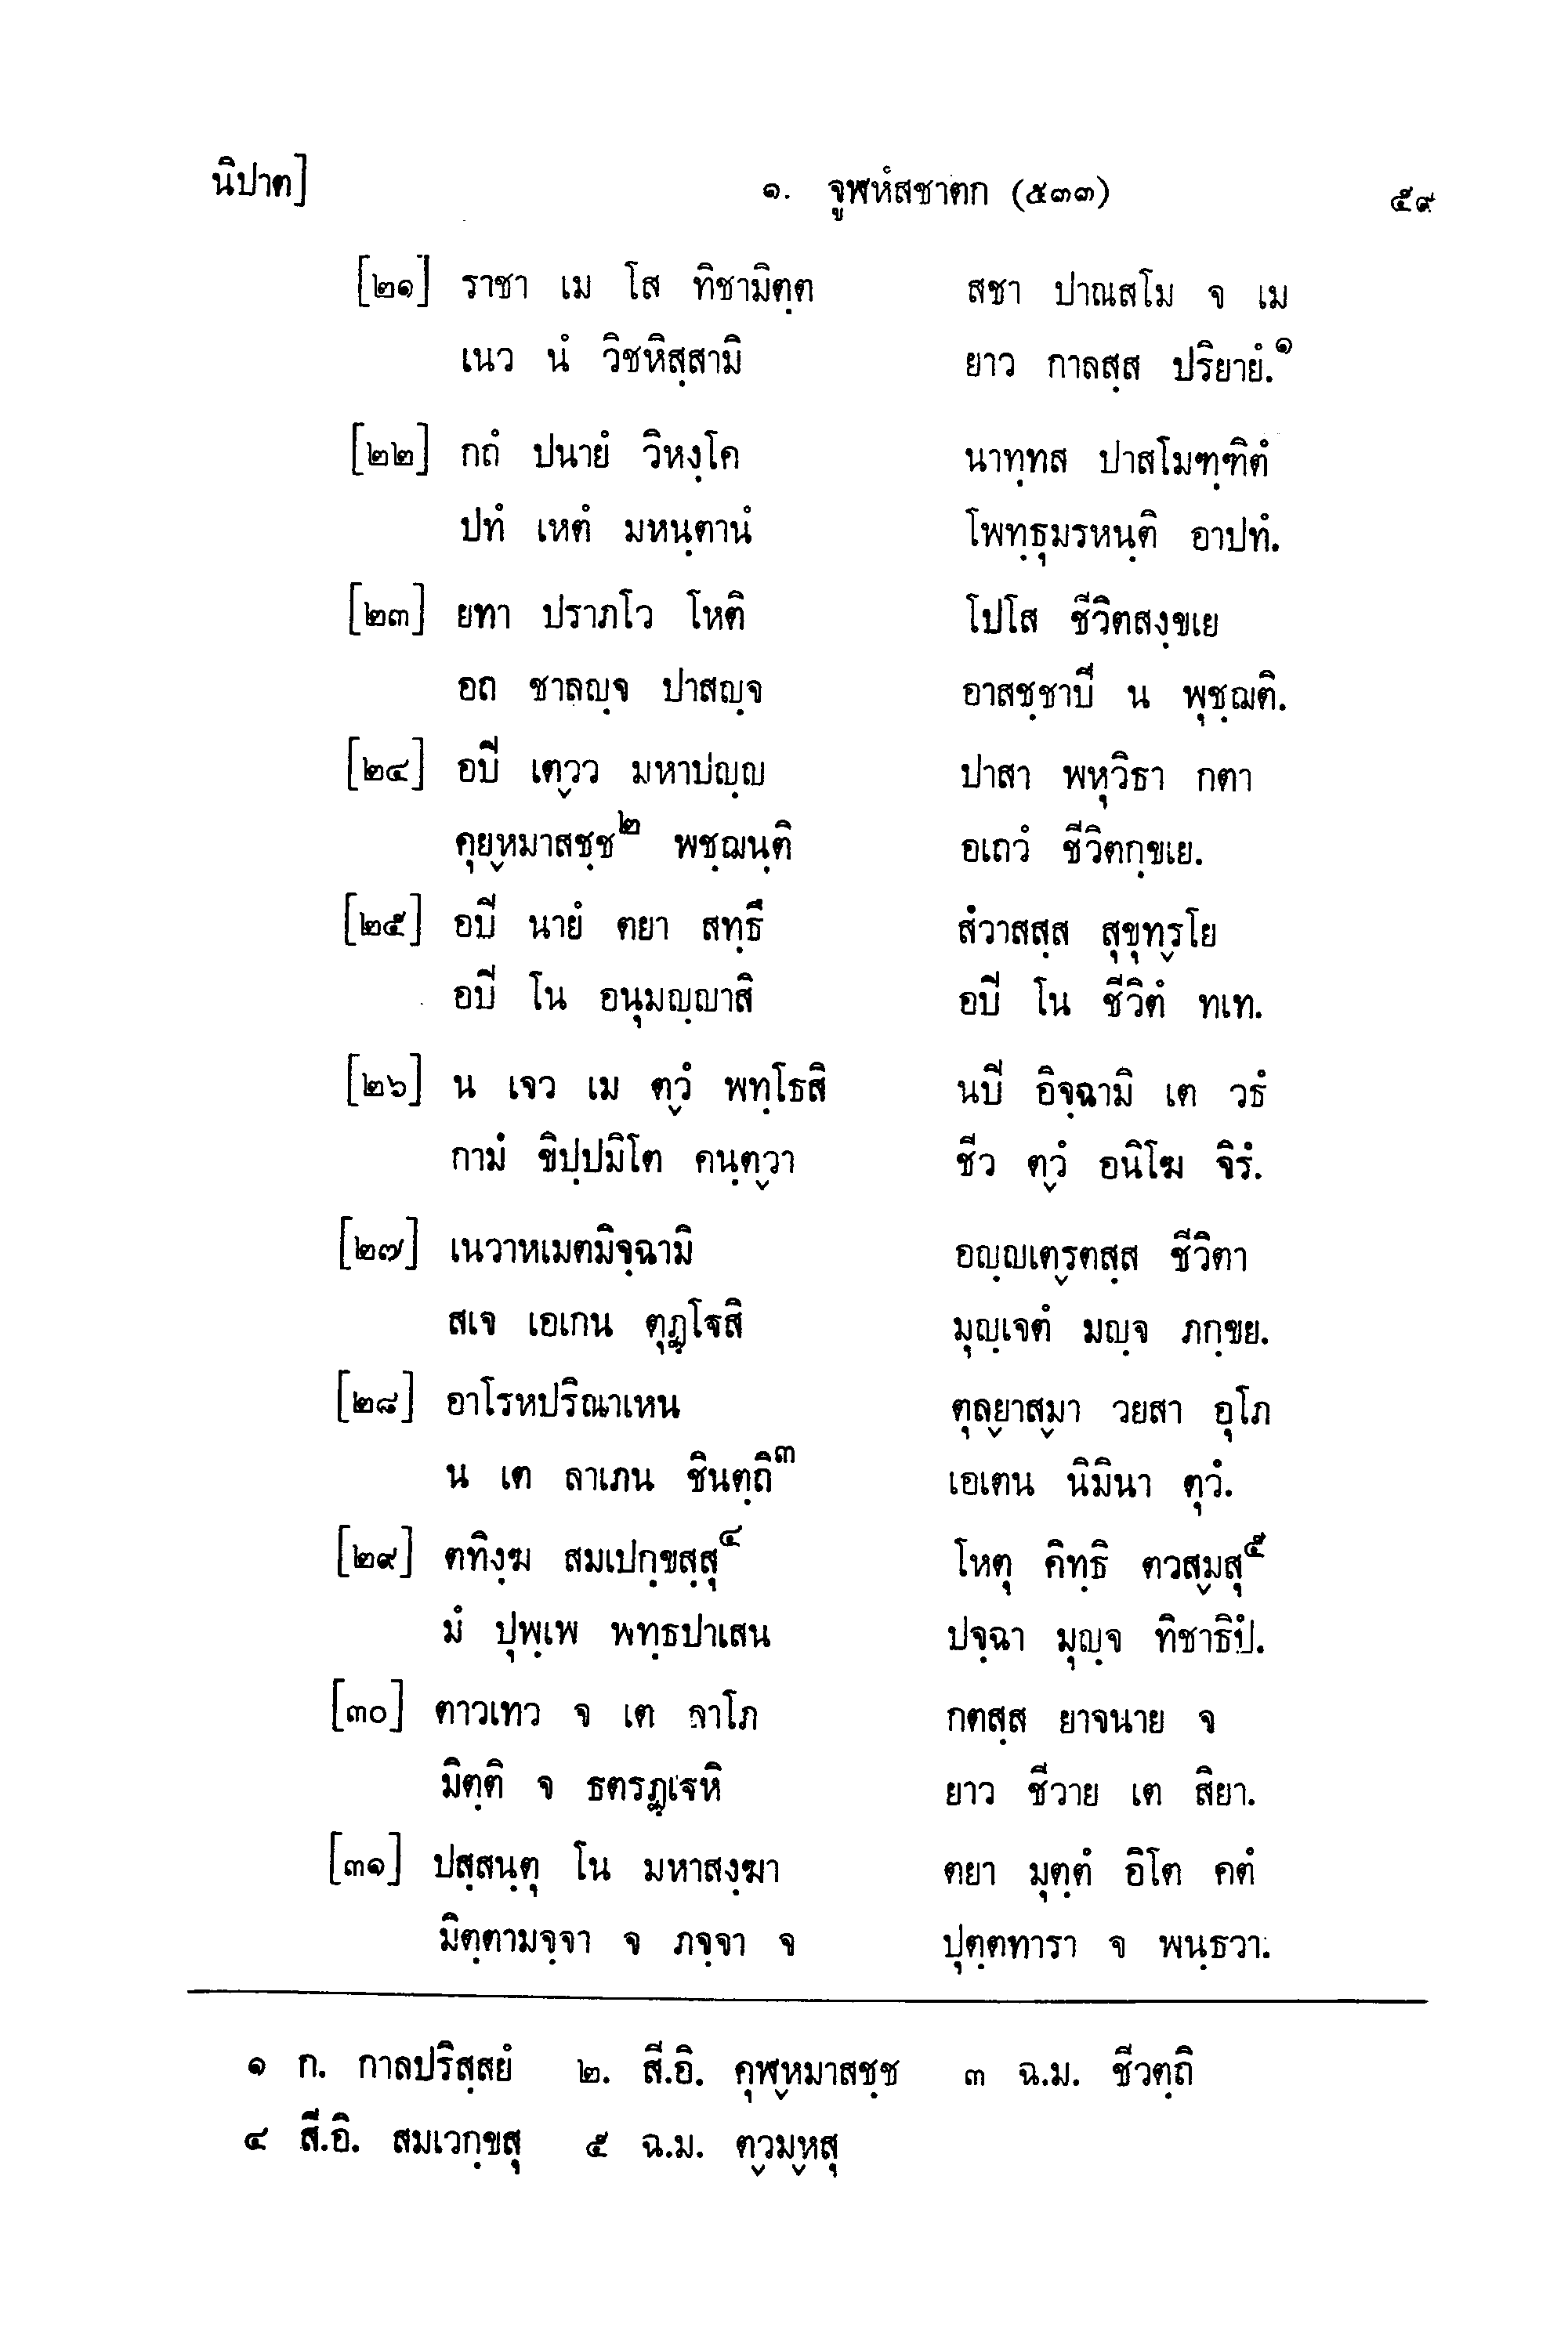 นิปาต] ๑. จูฬหํสชาตก (๕๓๓) ๕๙
[๒๑] ราชา เม โส ทิชามิตฺต สขา ปาณสโม จ เม
เนว นํ วิชหิสฺสามิ ยาว กาลสฺส ปริยายํ.๑
[๒๒] กถํ ปนายํ วิหงฺโค นาทฺทส ปาสโมฑฺฑิตํ
ปทํ เหตํ มหนฺตานํ โพทฺธุมรหนฺติ อาปทํ.
[๒๓] ยทา ปราภโว โหติ โปโส ชีวิตสงฺขเย
อถ ชาลญฺจ ปาสญฺจ อาสชฺชาปิ น พุชฺฌติ.
[๒๔] อปิ เตฺวว มหาปญฺญ ปาสา พหุวิธา กตา
คุยฺหมาสชฺช๒ พชฺฌนฺติ อเถวํ ชีวิตกฺขเย.
[๒๕] อปิ นายํ ตยา สทฺธึ สํวาสสฺส สุขุทฺรโย
อปิ โน อนุมญฺญาสิ อปิ โน ชีวิตํ ทเท.
[๒๖] น เจว เม ตฺวํ พทฺโธสิ นปิ อิจฺฉามิ เต วธํ
กามํ ขิปฺปมิโต คนฺตฺวา ชีว ตฺวํ อนิโฆ จิรํ.
[๒๗] เนวาหเมตมิจฺฉามิ อญฺญเตฺรตสฺส ชีวิตา
สเจ เอเกน ตุฏฺโฐสิ มุญฺเจตํ มญฺจ ภกฺขย.
[๒๘] อาโรหปริณาเหน ตุลฺยาสฺมา วยสา อุโภ
น เต ลาเภน ชินตฺถิ๓ เอเตน นิมินา ตุวํ.
[๒๙] ตทิงฺฆ สมเปกฺขสฺสุ๔ โหตุ คิทฺธิ ตวสฺมสุ๕
มํ ปุพฺเพ พทฺธปาเสน ปจฺฉา มุญฺจ ทิชาธิปํ.
[๓๐] ตาวเทว จ เต ลาโภ กตสฺส ยาจนาย จ
มิตฺติ จ ธตรฏฺเฐหิ ยาว ชีวาย เต สิยา.
[๓๑] ปสฺสนฺตุ โน มหาสงฺฆา ตยา มุตฺตํ อิโต คตํ
มิตฺตามจฺจา จ ภจฺจา จ ปุตฺตทารา จ พนฺธวา.
๑ ก. กาลปริสฺสยํ ๒. สี.อิ. คุฬฺหมาสชฺช ๓ ฉ.ม. ชีวตฺถิ
๔ สี.อิ. สมเวกฺขสุ ๕ ฉ.ม. ตฺวมฺหสุ